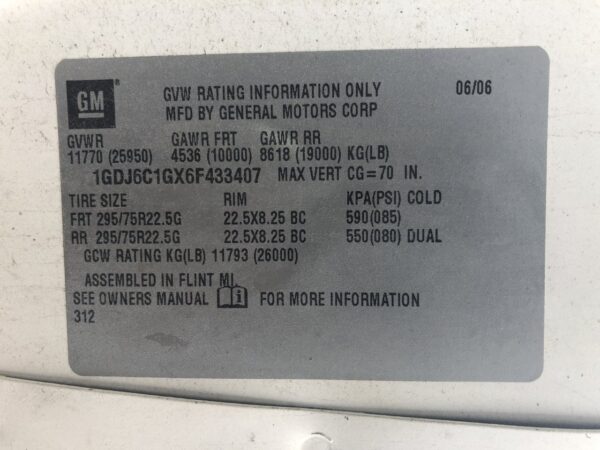 GM®
GVW RATING INFORMATION ONLY 06/06
MFD BY GENERAL MOTORS CORP
GVWR GAWR FRT GAWR RR
11770 (25950) 4536 (10000) 8618 (19000) KG(LB)
1GDJ6C1GX6F433407 MAX VERT CG=70 IN.
TIRE SIZE RIM KPA(PSI) COLD
FRT 295/75R22.5G 22.5X8.25 BC 590(085)
RR 295/75R22.5G 22.5X8.25 BC 550(080) DUAL
GCW RATING KG(LB) 11793 (26000)
ASSEMBLED IN FLINT MI.
SEE OWNERS MANUAL i FOR MORE INFORMATION
312